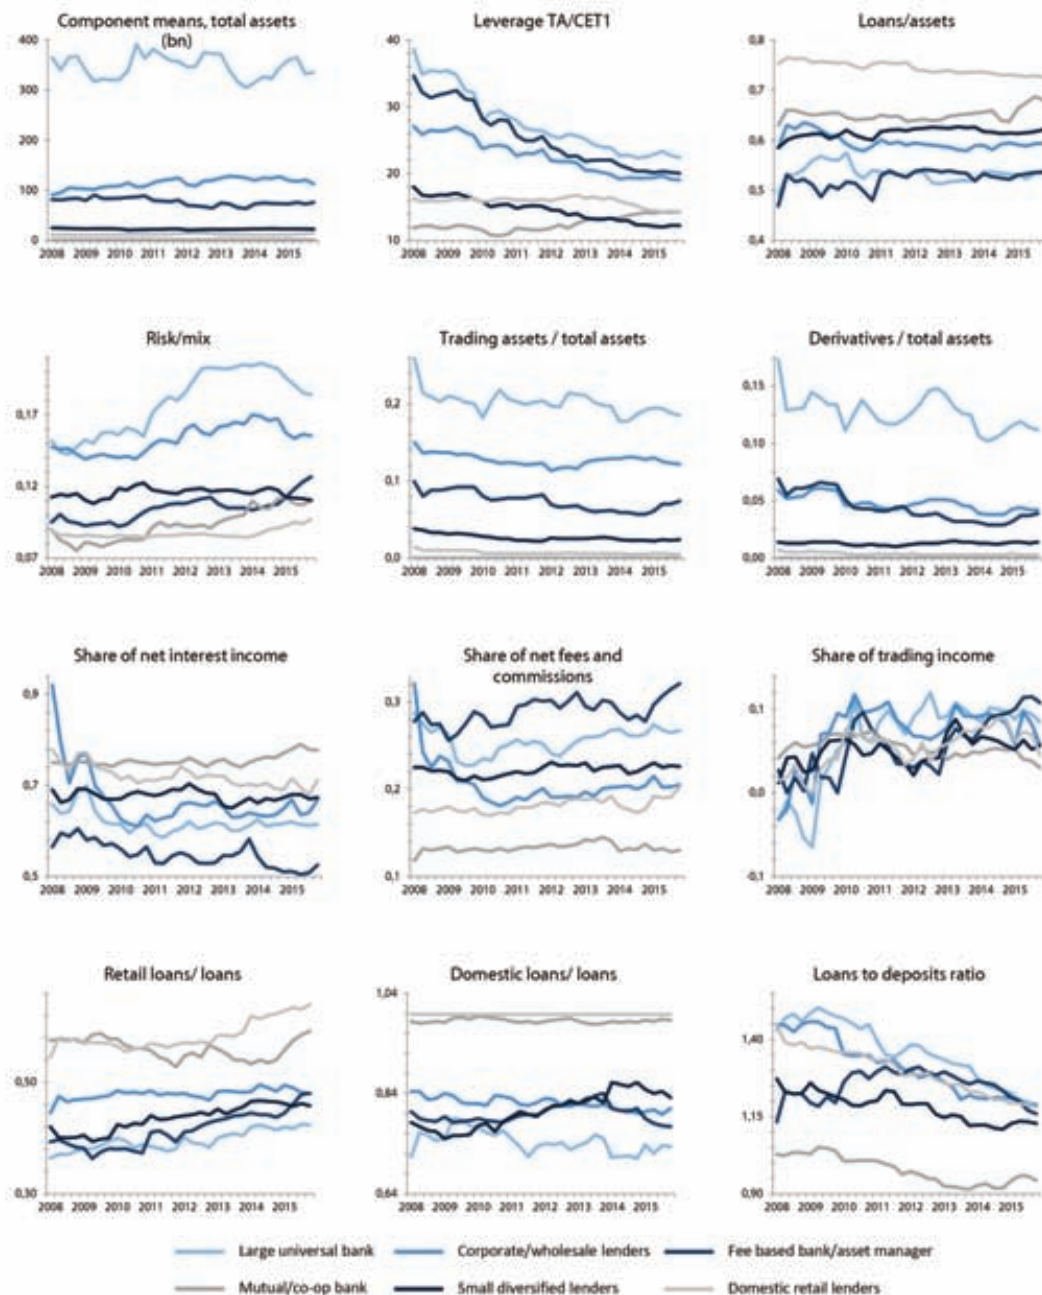 Component means, total assets
(bn)
400
300
200
100
0
2008 2009 2010 2011 2012 2013 2014 2015
Leverage TA/CET1
40
30
20
10
2008 2009 2010 2011 2012 2013 2014 2015
Loans/assets
0,8
0,7
0,6
0,5
0,4
2008 2009 2010 2011 2012 2013 2014 2015
Risk/mix
0,17
0,12
0,07
2008 2009 2010 2011 2012 2013 2014 2015
Trading assets / total assets
0,2
0,1
0,0
2008 2009 2010 2011 2012 2013 2014 2015
Derivatives / total assets
0,15
0,10
0,05
0,00
2008 2009 2010 2011 2012 2013 2014 2015
Share of net interest income
0,9
0,7
0,5
2008 2009 2010 2011 2012 2013 2014 2015
Share of net fees and
commissions
0,3
0,2
0,1
2008 2009 2010 2011 2012 2013 2014 2015
Share of trading income
0,1
0,0
-0,1
2008 2009 2010 2011 2012 2013 2014 2015
Retail loans/ loans
0,50
0,30
2008 2009 2010 2011 2012 2013 2014 2015
Domestic loans/ loans
1,04
0,84
0,64
2008 2009 2010 2011 2012 2013 2014 2015
Loans to deposits ratio
1,40
1,15
0,90
2008 2009 2010 2011 2012 2013 2014 2015
Large universal bank
Corporate/wholesale lenders
Fee based bank/asset manager
Mutual/co-op bank
Small diversified lenders
Domestic retail lenders